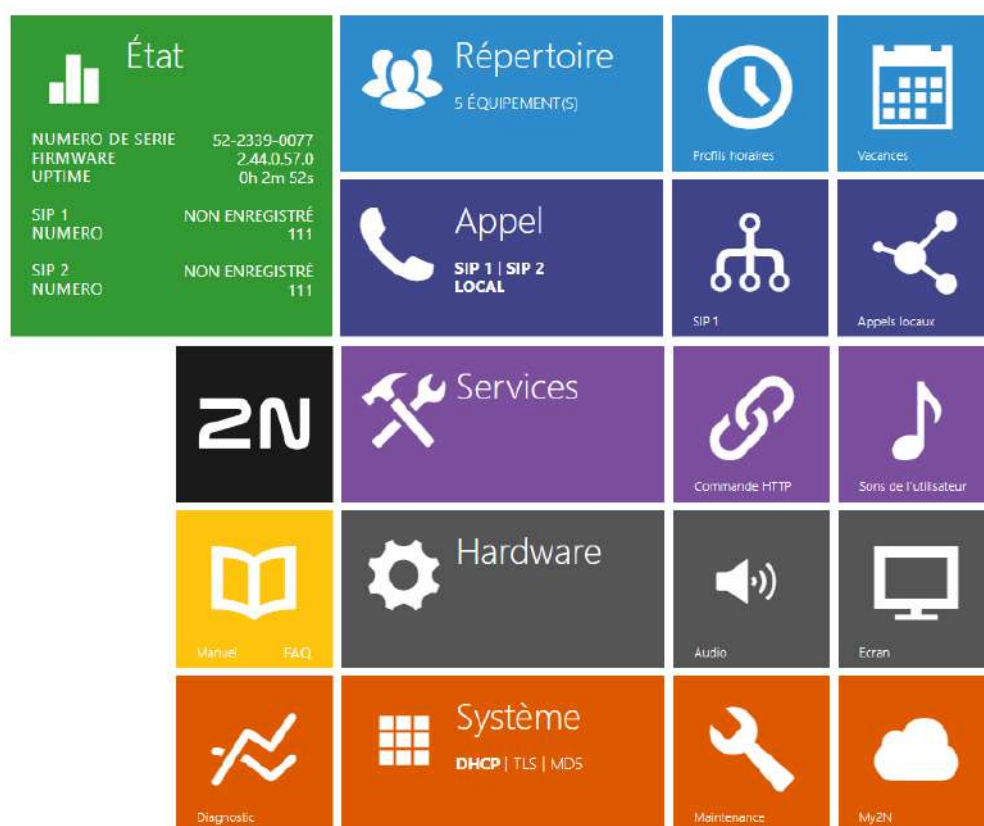 État
NUMERO DE SERIE 52-2339-0077
FIRMWARE 2.44.0.57.0
UPTIME 0h 2m 52s
SIP 1 NON ENREGISTRÉ
NUMERO 111
SIP 2 NON ENREGISTRÉ
NUMERO 111
Répertoire
5 ÉQUIPEMENT(S)
Profils horaires
Vacances
Appel
SIP 1 | SIP 2
LOCAL
SIP 1
Appels locaux
2N
Services
Commande HTTP
Sons de l'utilisateur
Manuel FAQ
Hardware
Audio
Ecran
Diagnostic
Système
DHCP | TLS | MD5
Maintenance
My2N